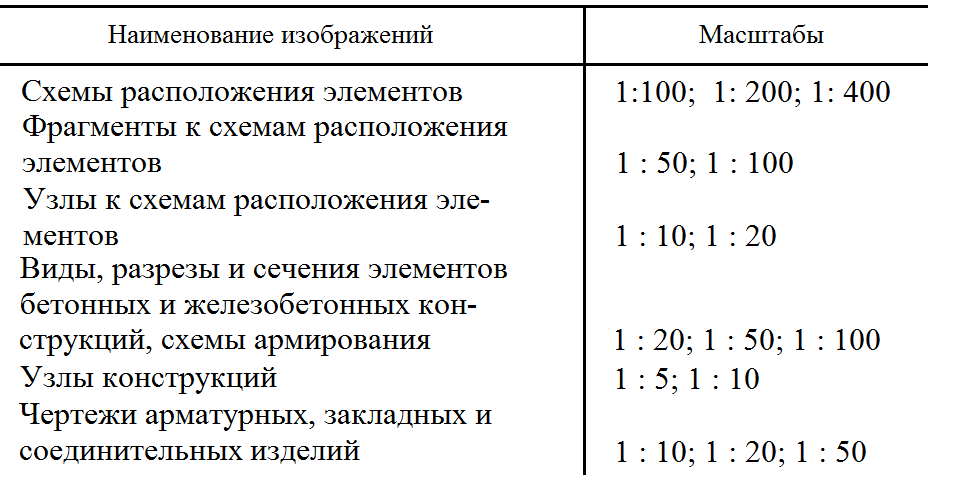 Наименование изображений Масштабы
Схемы расположения элементов 1:100; 1: 200; 1: 400
Фрагменты к схемам расположения
элементов 1 : 50; 1 : 100
Узлы к схемам расположения эле-
ментов 1 : 10; 1 : 20
Виды, разрезы и сечения элементов
бетонных и железобетонных кон-
струкций, схемы армирования 1 : 20; 1 : 50; 1 : 100
Узлы конструкций 1 : 5; 1 : 10
Чертежи арматурных, закладных и
соединительных изделий 1 : 10; 1 : 20; 1 : 50